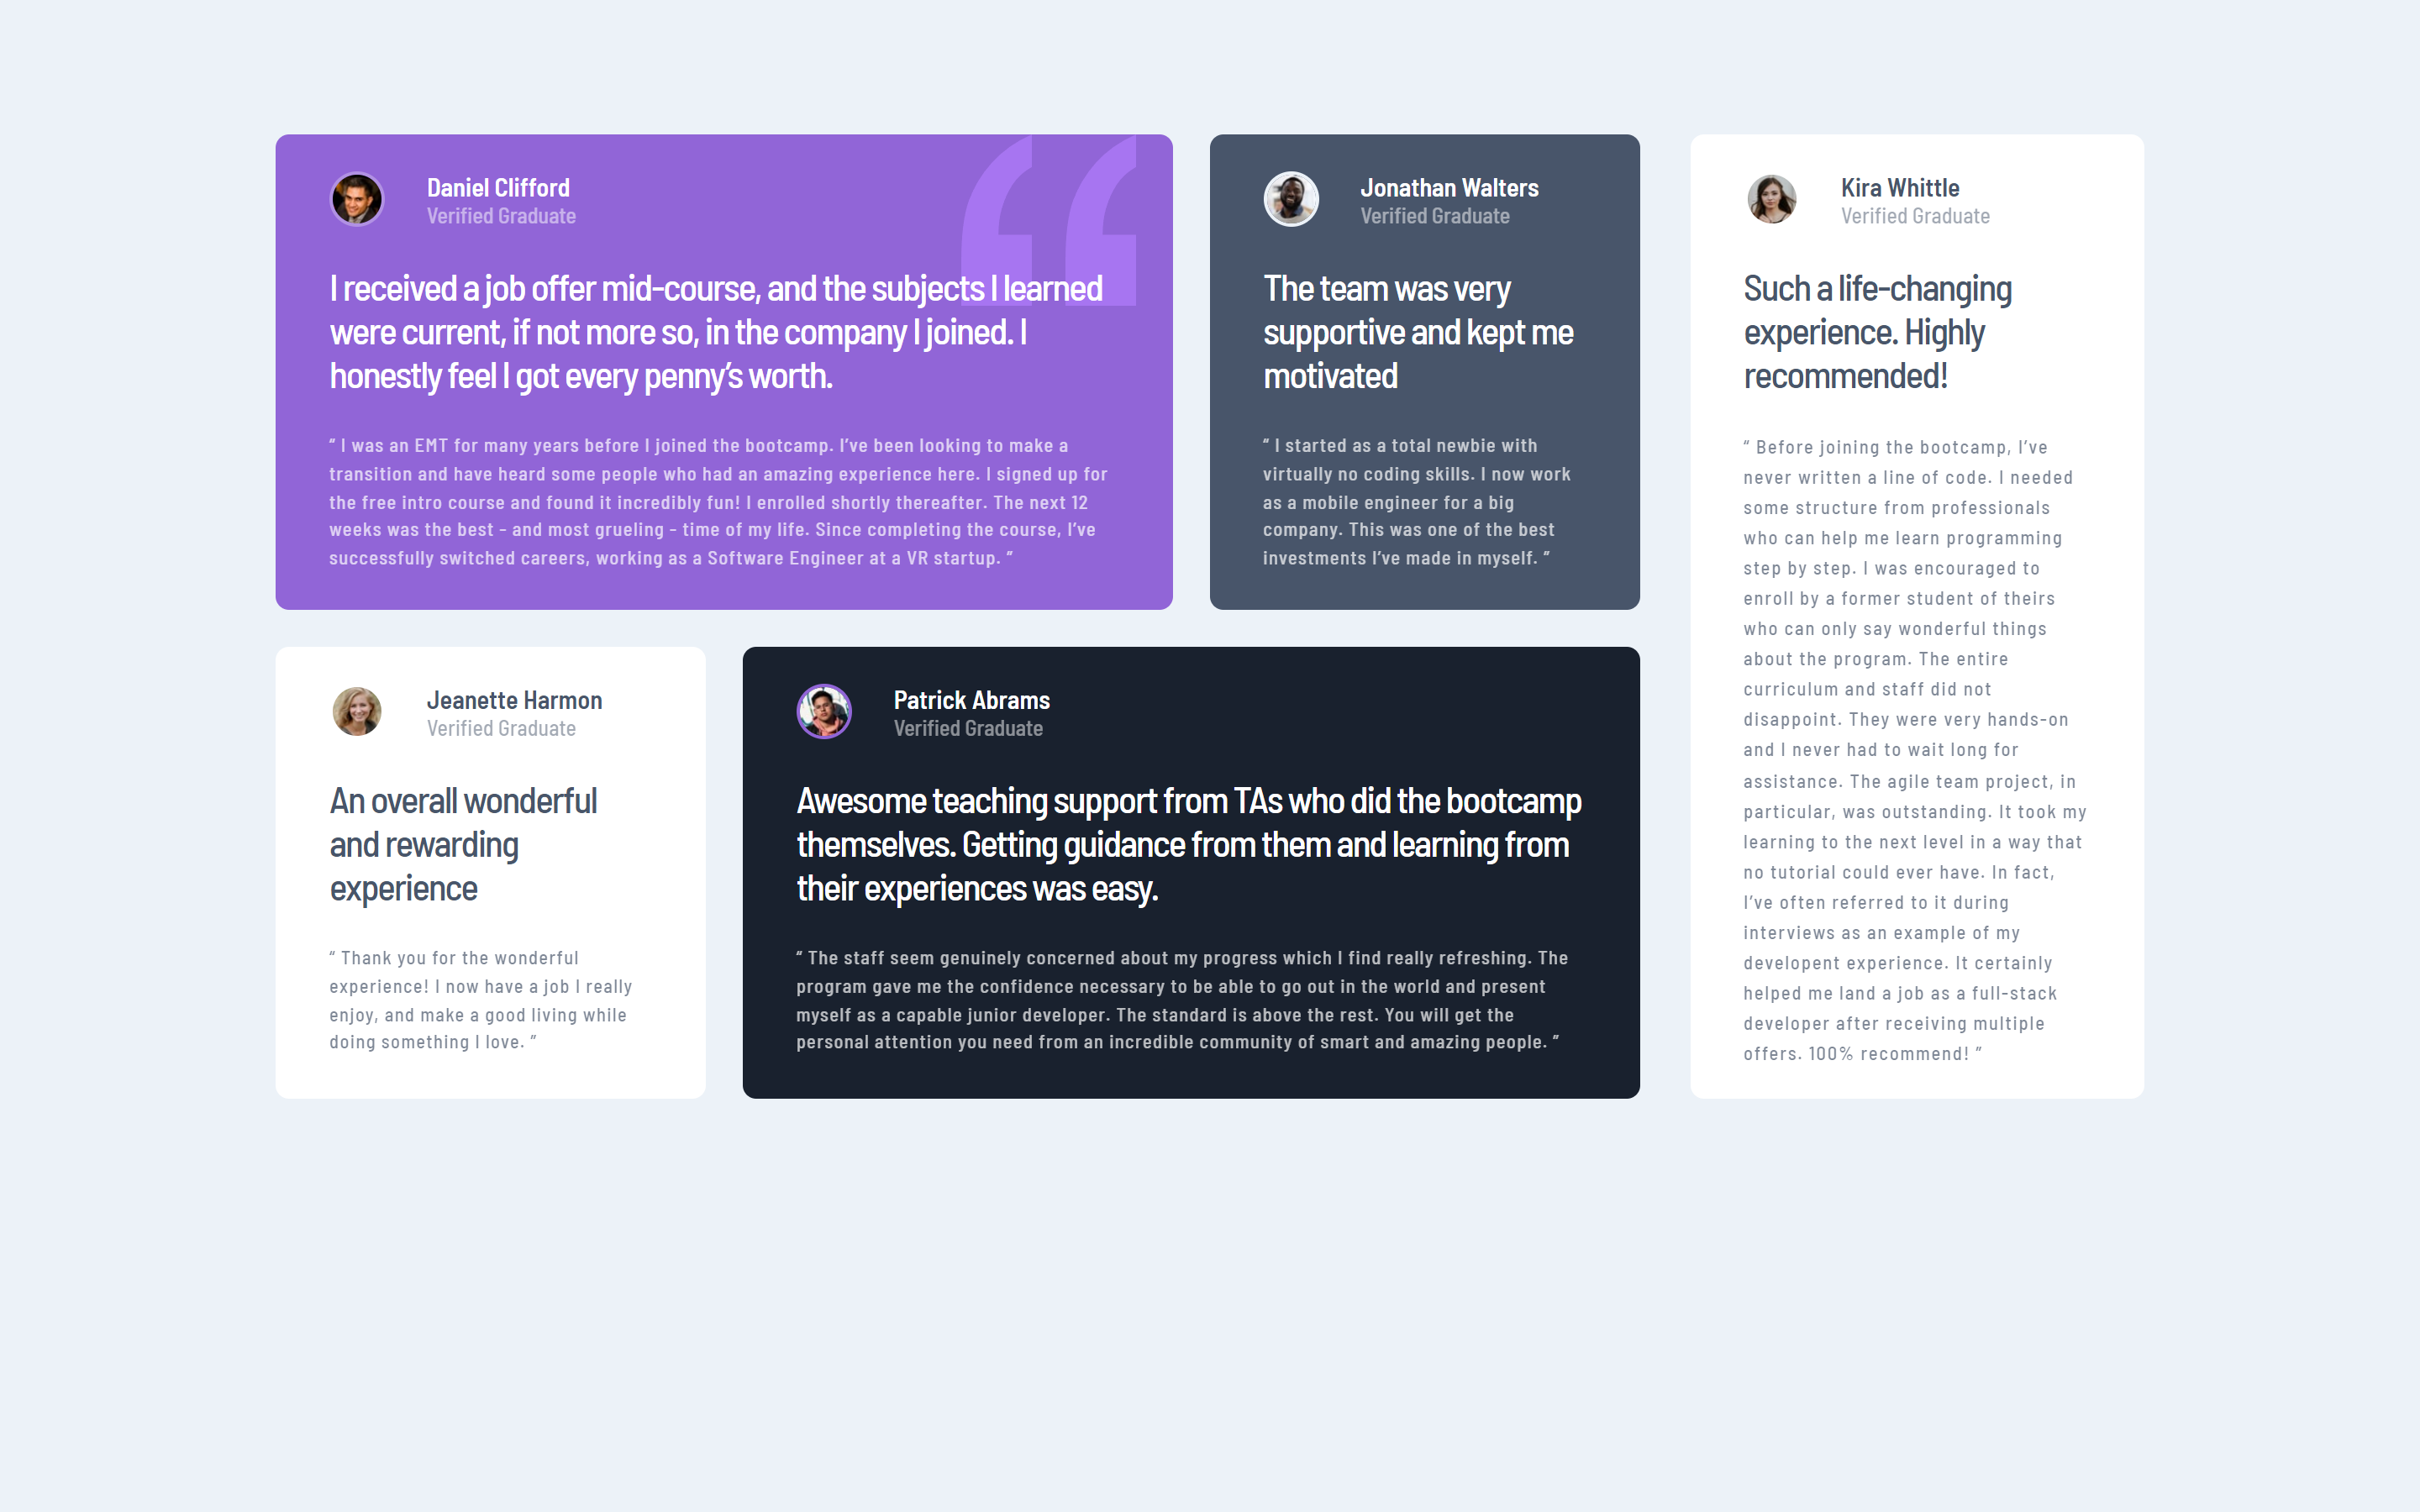 Daniel Clifford
Verified Graduate
I received a job offer mid-course, and the subjects I learned
were current, if not more so, in the company I joined. I
honestly feel I got every penny’s worth.
“ I was an EMT for many years before I joined the bootcamp. I’ve been looking to make a
transition and have heard some people who had an amazing experience here. I signed up for
the free intro course and found it incredibly fun! I enrolled shortly thereafter. The next 12
weeks was the best - and most grueling - time of my life. Since completing the course, I’ve
successfully switched careers, working as a Software Engineer at a VR startup. ”
Jonathan Walters
Verified Graduate
The team was very
supportive and kept me
motivated
“ I started as a total newbie with
virtually no coding skills. I now work
as a mobile engineer for a big
company. This was one of the best
investments I’ve made in myself. ”
Kira Whittle
Verified Graduate
Such a life-changing
experience. Highly
recommended!
“ Before joining the bootcamp, I’ve
never written a line of code. I needed
some structure from professionals
who can help me learn programming
step by step. I was encouraged to
enroll by a former student of theirs
who can only say wonderful things
about the program. The entire
curriculum and staff did not
disappoint. They were very hands-on
and I never had to wait long for
assistance. The agile team project, in
particular, was outstanding. It took my
learning to the next level in a way that
no tutorial could ever have. In fact,
I’ve often referred to it during
interviews as an example of my
developent experience. It certainly
helped me land a job as a full-stack
developer after receiving multiple
offers. 100% recommend! ”
Jeanette Harmon
Verified Graduate
An overall wonderful
and rewarding
experience
“ Thank you for the wonderful
experience! I now have a job I really
enjoy, and make a good living while
doing something I love. ”
Patrick Abrams
Verified Graduate
Awesome teaching support from TAs who did the bootcamp
themselves. Getting guidance from them and learning from
their experiences was easy.
“ The staff seem genuinely concerned about my progress which I find really refreshing. The
program gave me the confidence necessary to be able to go out in the world and present
myself as a capable junior developer. The standard is above the rest. You will get the
personal attention you need from an incredible community of smart and amazing people. ”